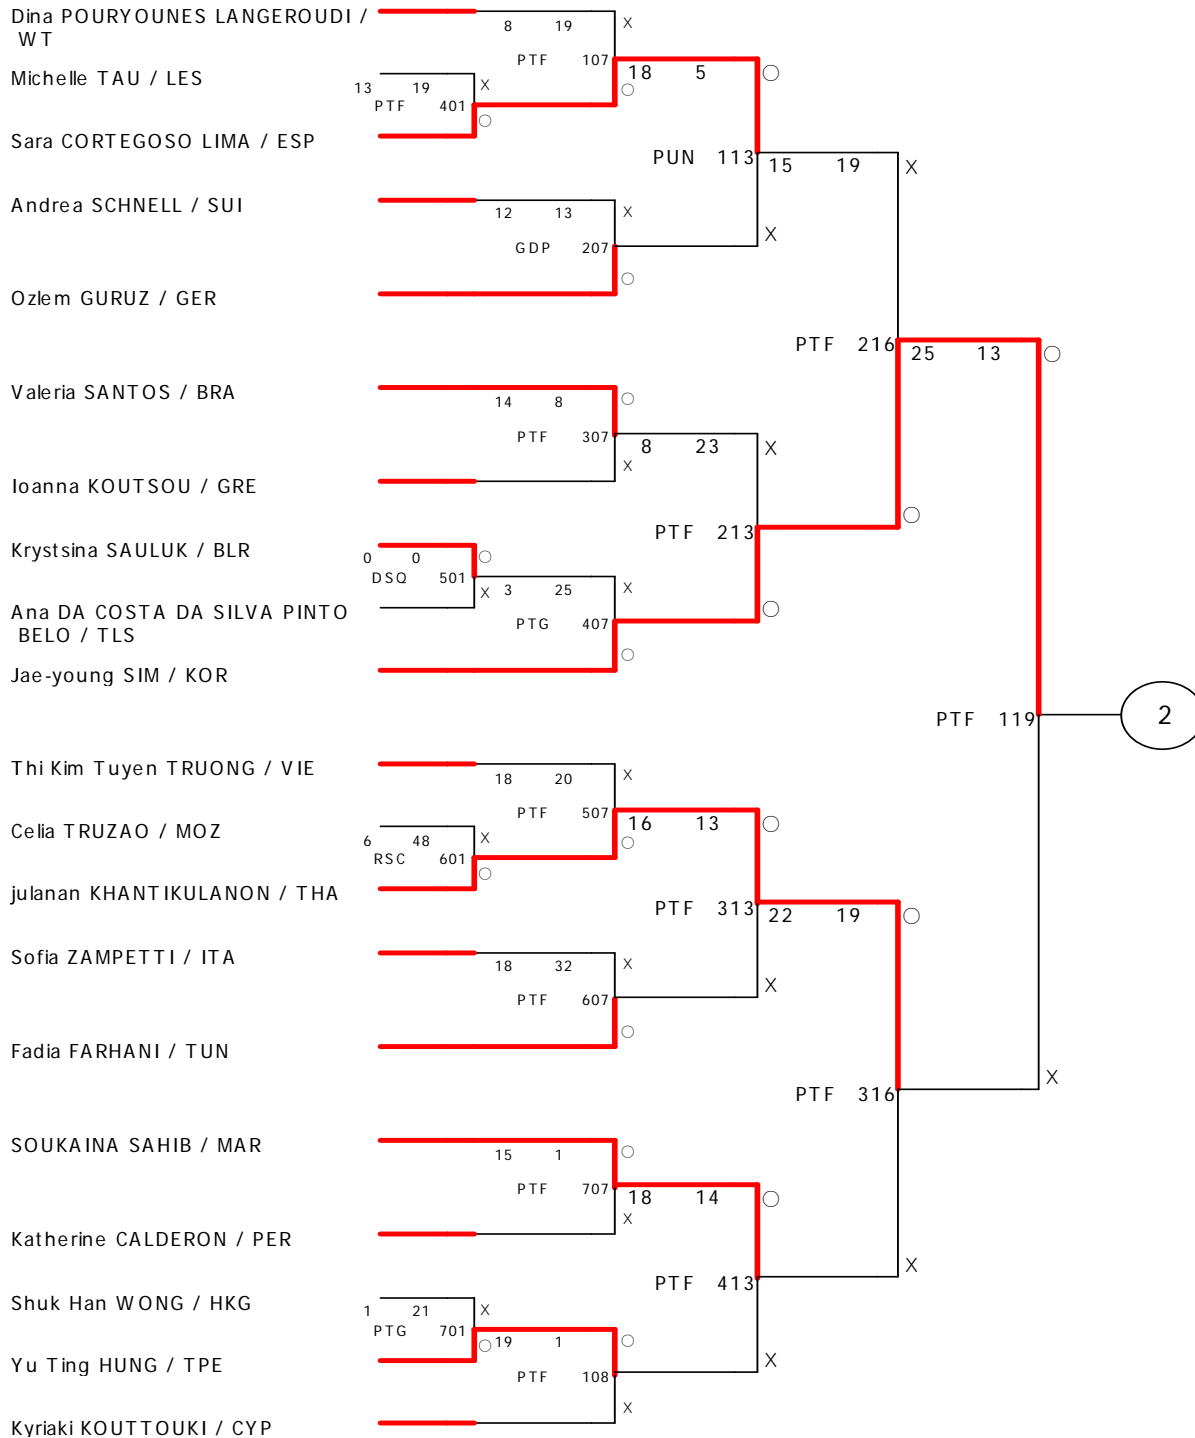 Dina POURYOUNES LANGEROUDI /
WT
8 19 X
PTF 107
18 5 O
Michelle TAU / LES
13 19 X
PTF 401
O
O
Sara CORTEGOSO LIMA / ESP
PUN 113
15 19 X
Andrea SCHNELL / SUI
12 13 X
GDP 207
X
O
Ozlem GURUZ / GER
PTF 216
25 13 O
Valeria SANTOS / BRA
14 8 O
PTF 307
8 23 X
X
Ioanna KOUTSOU / GRE
O
PTF 213
Krystsina SAULUK / BLR
0 0 O
DSQ 501
X
3 25 X
Ana DA COSTA DA SILVA PINTO
BELO / TLS
PTG 407
O
O
Jae-young SIM / KOR
PTF 119
2
Thi Kim Tuyen TRUONG / VIE
18 20 X
PTF 507
16 13 O
Celia TRUZAO / MOZ
6 48 X
RSC 601
O
O
julanan KHANTIKULANON / THA
PTF 313
22 19 O
Sofia ZAMPETTI / ITA
18 32 X
PTF 607
X
O
Fadia FARHANI / TUN
X
PTF 316
SOUKAINA SAHIB / MAR
15 1 O
PTF 707
18 14 O
X
Katherine CALDERON / PER
X
PTF 413
Shuk Han WONG / HKG
1 21 X
PTG 701
O
19 1 O
Yu Ting HUNG / TPE
X
PTF 108
X
Kyriaki KOUTTOUKI / CYP